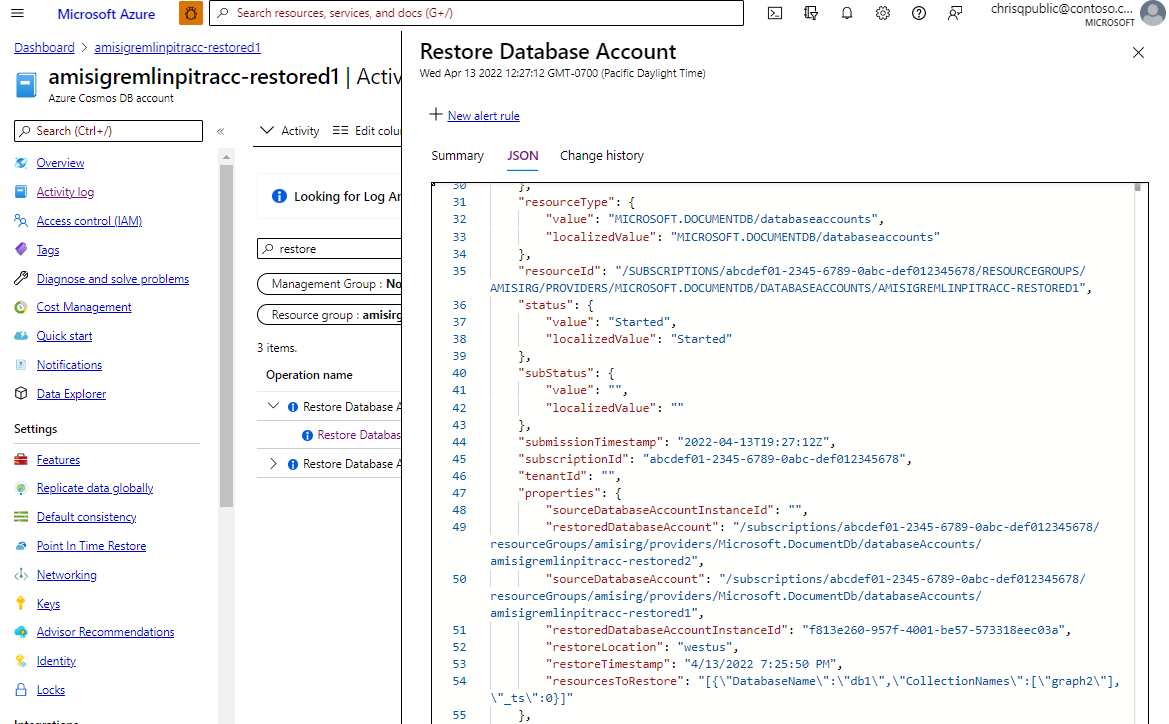 Microsoft Azure
Search resources, services, and docs (G+/)
chrisqpublic@contoso.c...
MICROSOFT
Dashboard > amisigremlinpitracc-restored1
amisigremlinpitracc-restored1 | Activ
Azure Cosmos DB account
Search (Ctrl+/)
«
Overview
Activity log
Access control (IAM)
Tags
Diagnose and solve problems
Cost Management
Quick start
Notifications
Data Explorer
Settings
Features
Replicate data globally
Default consistency
Point In Time Restore
Networking
Keys
Advisor Recommendations
Identity
Locks
Activity
Edit colu
Looking for Log An
restore
Management Group : No
Resource group : amisirg
3 items.
Operation name
Restore Database A
Restore Databas
Restore Database A
Restore Database Account
Wed Apr 13 2022 12:27:12 GMT-0700 (Pacific Daylight Time)
New alert rule
Summary
JSON
Change history
30 },
31 "resourceType": {
32 "value": "MICROSOFT.DOCUMENTDB/databaseaccounts",
33 "localizedValue": "MICROSOFT.DOCUMENTDB/databaseaccounts"
34 },
35 "resourceId": "/SUBSCRIPTIONS/abcdef01-2345-6789-0abc-def012345678/RESOURCEGROUPS/
AMISIRG/PROVIDERS/MICROSOFT.DOCUMENTDB/DATABASEACCOUNTS/AMISIGREMLINPITRACC-RESTORED1",
36 "status": {
37 "value": "Started",
38 "localizedValue": "Started"
39 },
40 "subStatus": {
41 "value": "",
42 "localizedValue": ""
43 },
44 "submissionTimestamp": "2022-04-13T19:27:12Z",
45 "subscriptionId": "abcdef01-2345-6789-0abc-def012345678",
46 "tenantId": "",
47 "properties": {
48 "sourceDatabaseAccountInstanceId": "",
49 "restoredDatabaseAccount": "/subscriptions/abcdef01-2345-6789-0abc-def012345678/
resourceGroups/amisirg/providers/Microsoft.DocumentDb/databaseAccounts/
amisigremlinpitracc-restored2",
50 "sourceDatabaseAccount": "/subscriptions/abcdef01-2345-6789-0abc-def012345678/
resourceGroups/amisirg/providers/Microsoft.DocumentDb/databaseAccounts/
amisigremlinpitracc-restored1",
51 "restoredDatabaseAccountInstanceId": "f813e260-957f-4001-be57-573318eec03a",
52 "restoreLocation": "westus",
53 "restoreTimestamp": "4/13/2022 7:25:50 PM",
54 "resourcesToRestore": "[{\"DatabaseName\":\"db1\",\"CollectionNames\":[\"graph2\"],
\"_ts\":0}]"
55 },